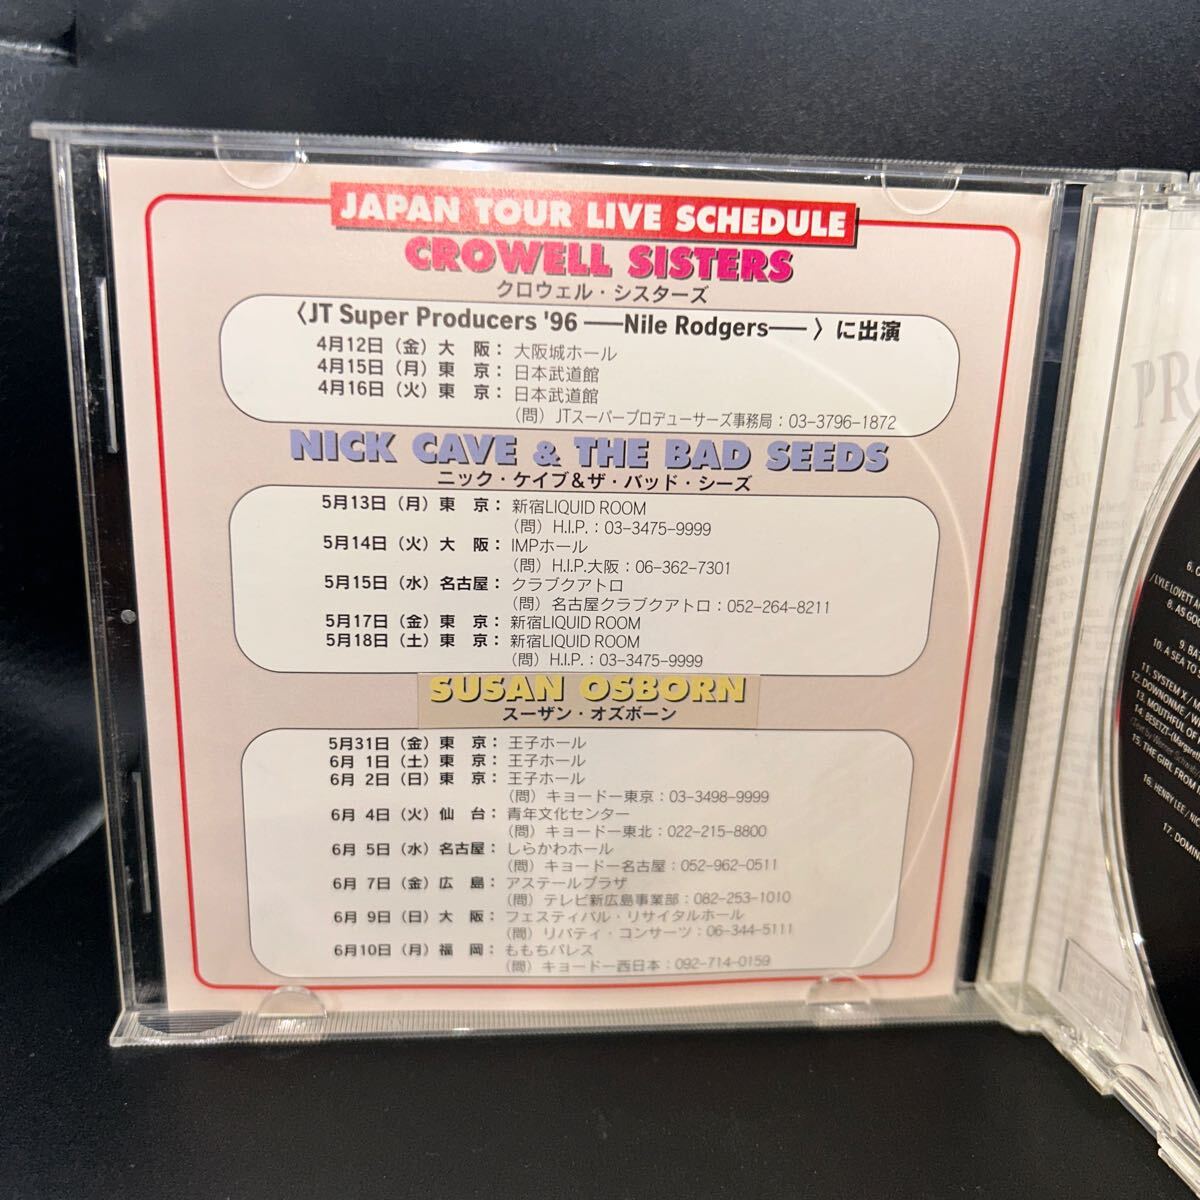 JAPAN TOUR LIVE SCHEDULE
CROWELL SISTERS
クロウェル・シスターズ
〈JT Super Producers '96 ──Nile Rodgers── 〉に出演
4月12日（金）大　阪：大阪城ホール
4月15日（月）東　京：日本武道館
4月16日（火）東　京：日本武道館
（問）JTスーパープロデューサーズ事務局：03-3796-1872
NICK CAVE & THE BAD SEEDS
ニック・ケイブ＆ザ・バッド・シーズ
5月13日（月）東　京：新宿LIQUID ROOM
（問）H.I.P.：03-3475-9999
5月14日（火）大　阪：IMPホール
（問）H.I.P.大阪：06-362-7301
5月15日（水）名古屋：クラブクアトロ
（問）名古屋クラブクアトロ：052-264-8211
5月17日（金）東　京：新宿LIQUID ROOM
5月18日（土）東　京：新宿LIQUID ROOM
（問）H.I.P.：03-3475-9999
SUSAN OSBORN
スーザン・オズボーン
5月31日（金）東　京：王子ホール
6月 1日（土）東　京：王子ホール
6月 2日（日）東　京：王子ホール
（問）キョードー東京：03-3498-9999
6月 4日（火）仙　台：青年文化センター
（問）キョードー東北：022-215-8800
6月 5日（水）名古屋：しらかわホール
（問）キョードー名古屋：052-962-0511
6月 7日（金）広　島：アステールプラザ
（問）テレビ新広島事業部：082-253-1010
6月 9日（日）大　阪：フェスティバル・リサイタルホール
（問）リバティ・コンサーツ：06-344-5111
6月10日（月）福　岡：ももちパレス
（問）キョードー西日本：092-714-0159
PRO
6. C
/LYLE LOVETT A
8. AS GOO
9. BAT
10. A SEA TO S
11. SYSTEM X / M
12. DOWNONME /
13. MOUTHFUL OF
14. BESETZT-(Margarett
15. THE GIRL FROM
16. HENRY LEE / NIC
17. DOMIN